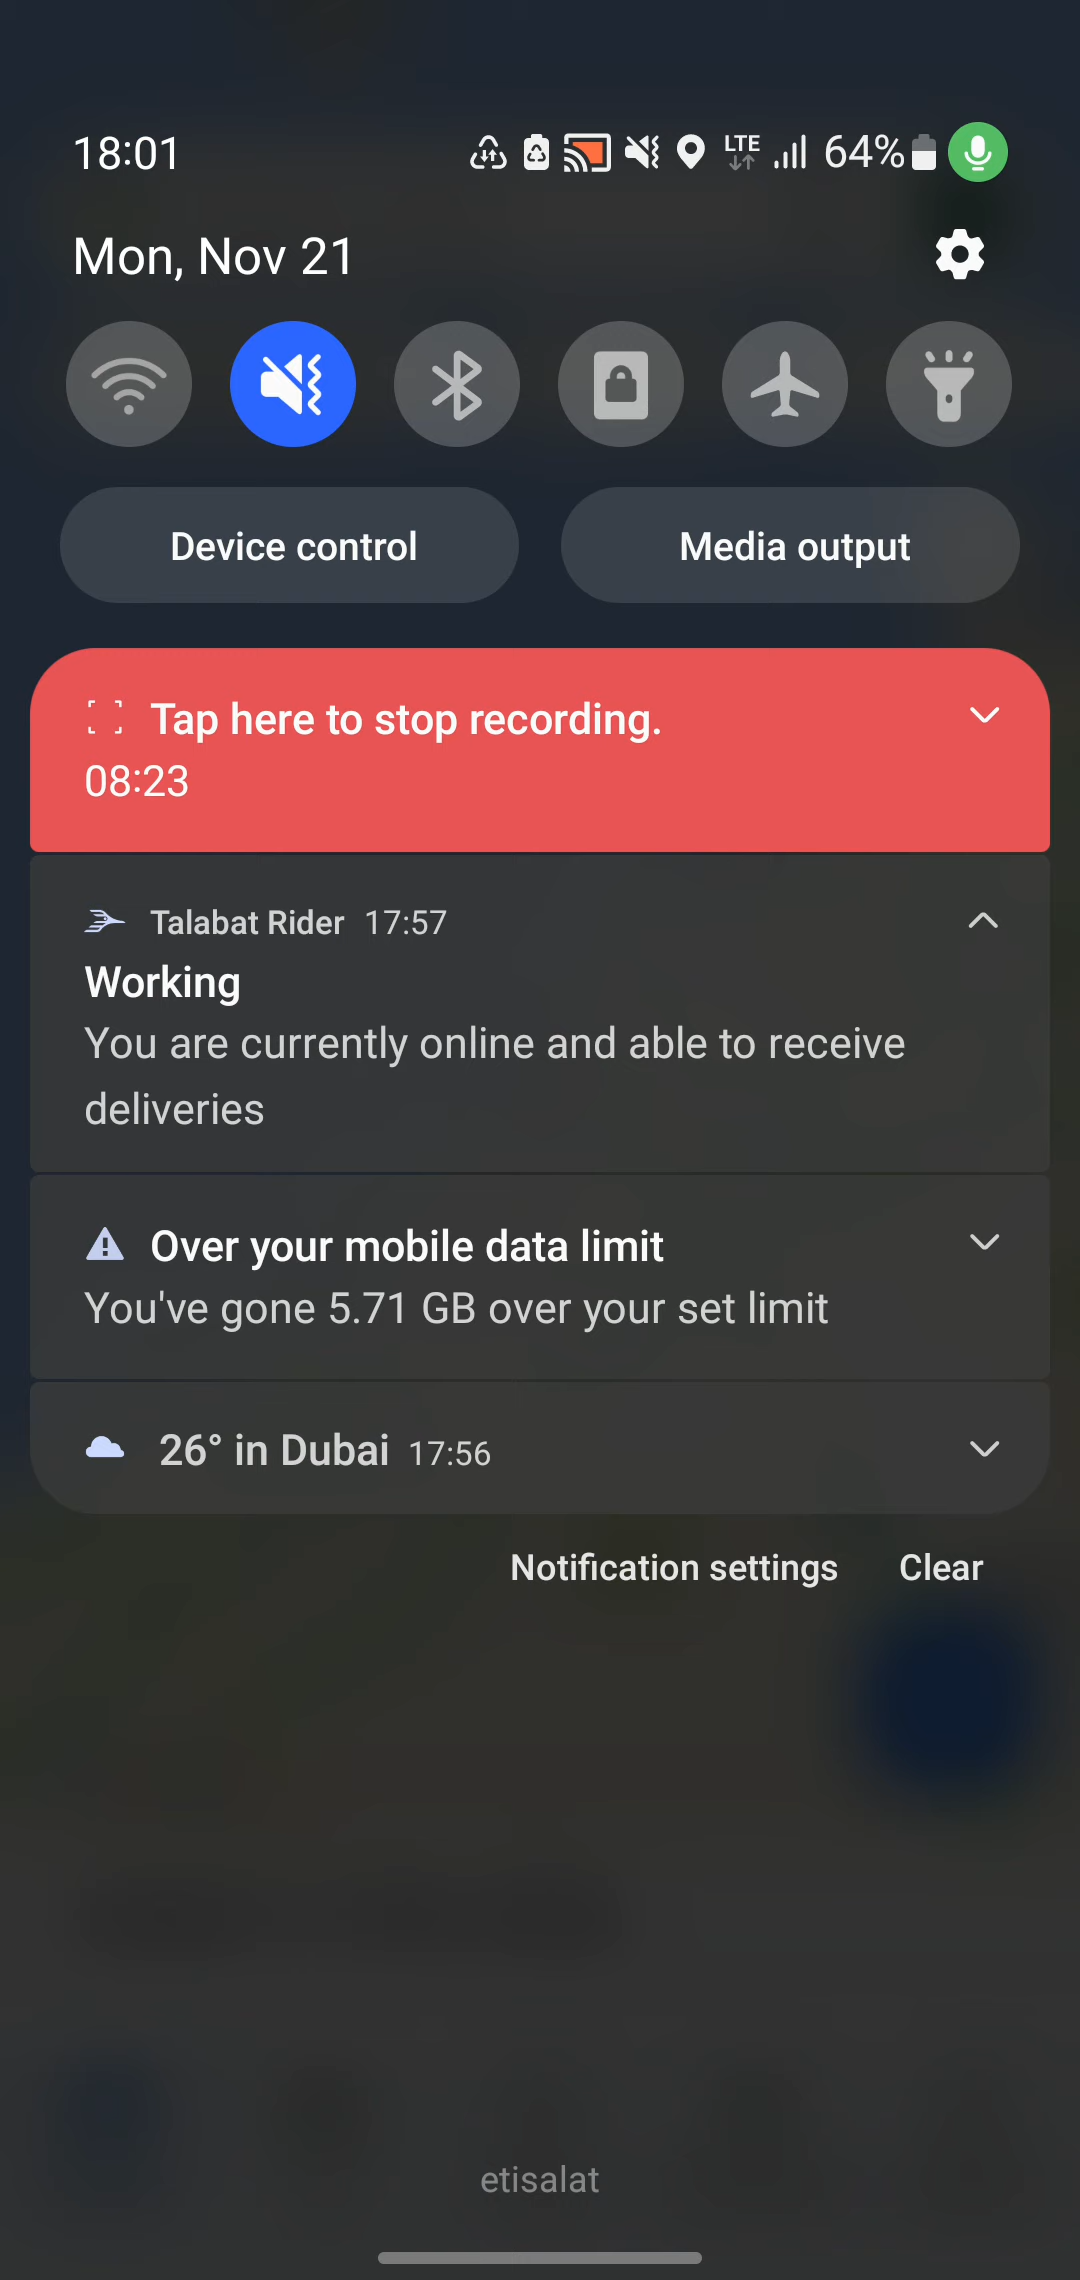 18:01 LTE 64%
Mon, Nov 21
Device control Media output
Tap here to stop recording.
08:23
Talabat Rider 17:57
Working
You are currently online and able to receive
deliveries
Over your mobile data limit
You've gone 5.71 GB over your set limit
26° in Dubai 17:56
Notification settings Clear
etisalat